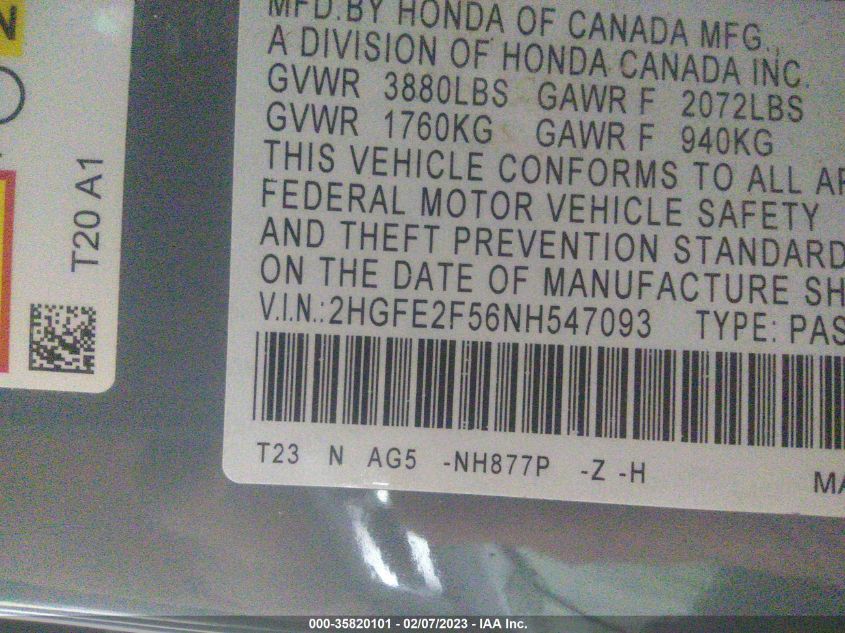 N
T20 A1
MFD.BY HONDA OF CANADA MFG.,
A DIVISION OF HONDA CANADA INC.
GVWR 3880LBS GAWR F 2072LBS
GVWR 1760KG GAWR F 940KG
THIS VEHICLE CONFORMS TO ALL AP
FEDERAL MOTOR VEHICLE SAFETY
AND THEFT PREVENTION STANDARD
ON THE DATE OF MANUFACTURE SH
V.I.N.:2HGFE2F56NH547093 TYPE: PAS
T23 N AG5 -NH877P -Z -H MA
000-35820101 - 02/07/2023 - IAA Inc.